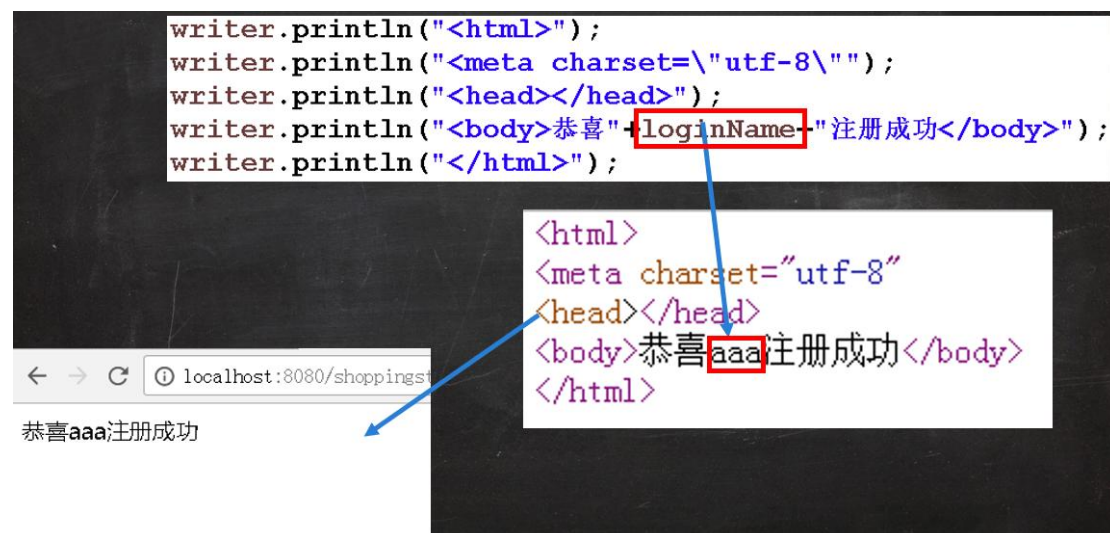 writer.println("<html>");
writer.println("<meta charset=\"utf-8\"");
writer.println("<head></head>");
writer.println("<body>恭喜"+loginName+"注册成功</body>");
writer.println("</html>");
<html>
<meta charset="utf-8"
<head></head>
<body>恭喜aaa注册成功</body>
</html>
localhost:8080/shoppingst
恭喜aaa注册成功